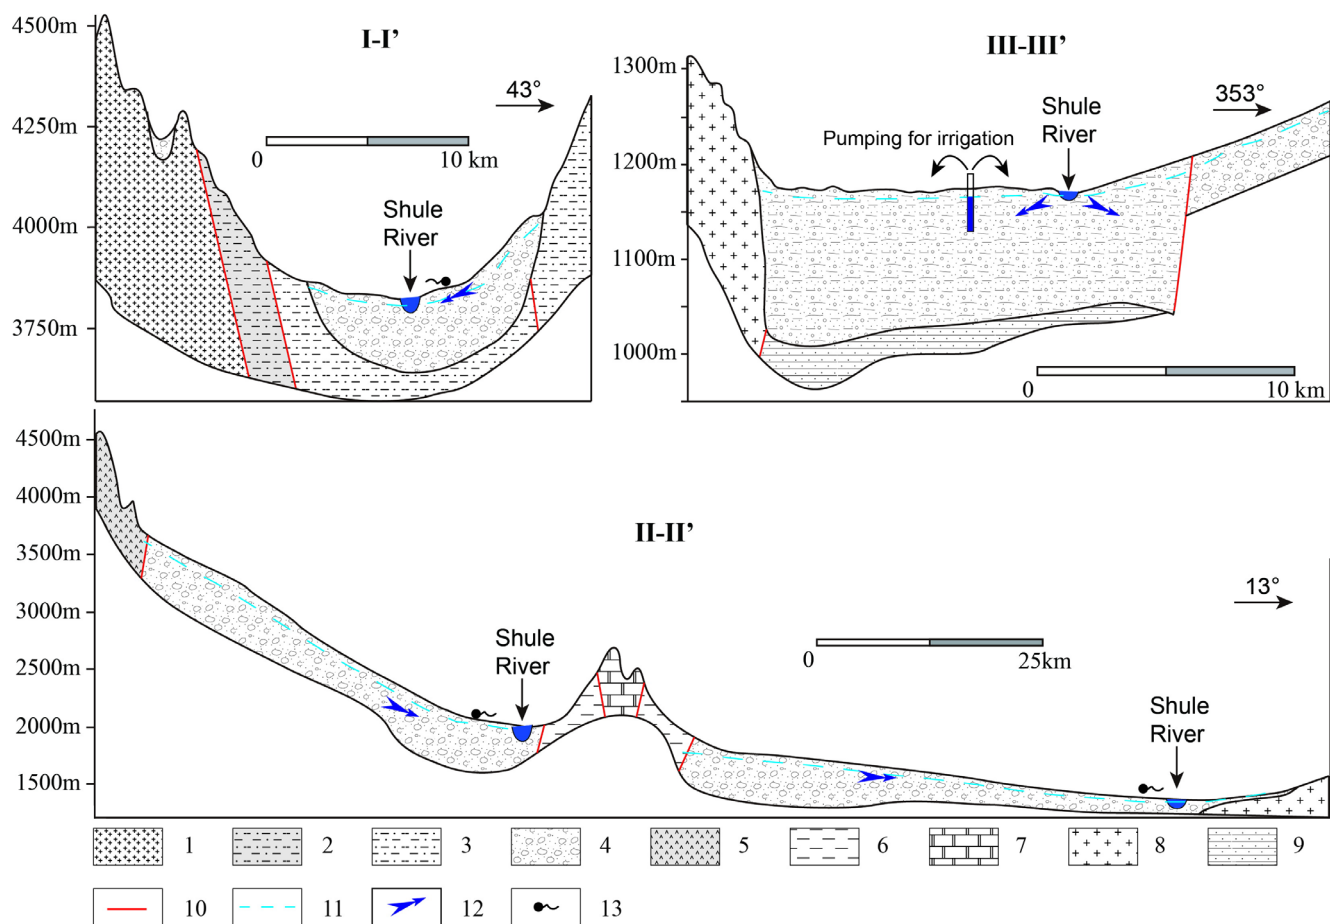 I-I’
4500m
4250m
4000m
3750m
43°
0 10 km
Shule
River
III-III’
1300m
1200m
1100m
1000m
353°
Shule
River
Pumping for irrigation
0 10 km
II-II’
4500m
4000m
3500m
3000m
2500m
2000m
1500m
13°
0 25km
Shule
River
Shule
River
1 2 3 4 5 6 7 8 9
10 11 12 13